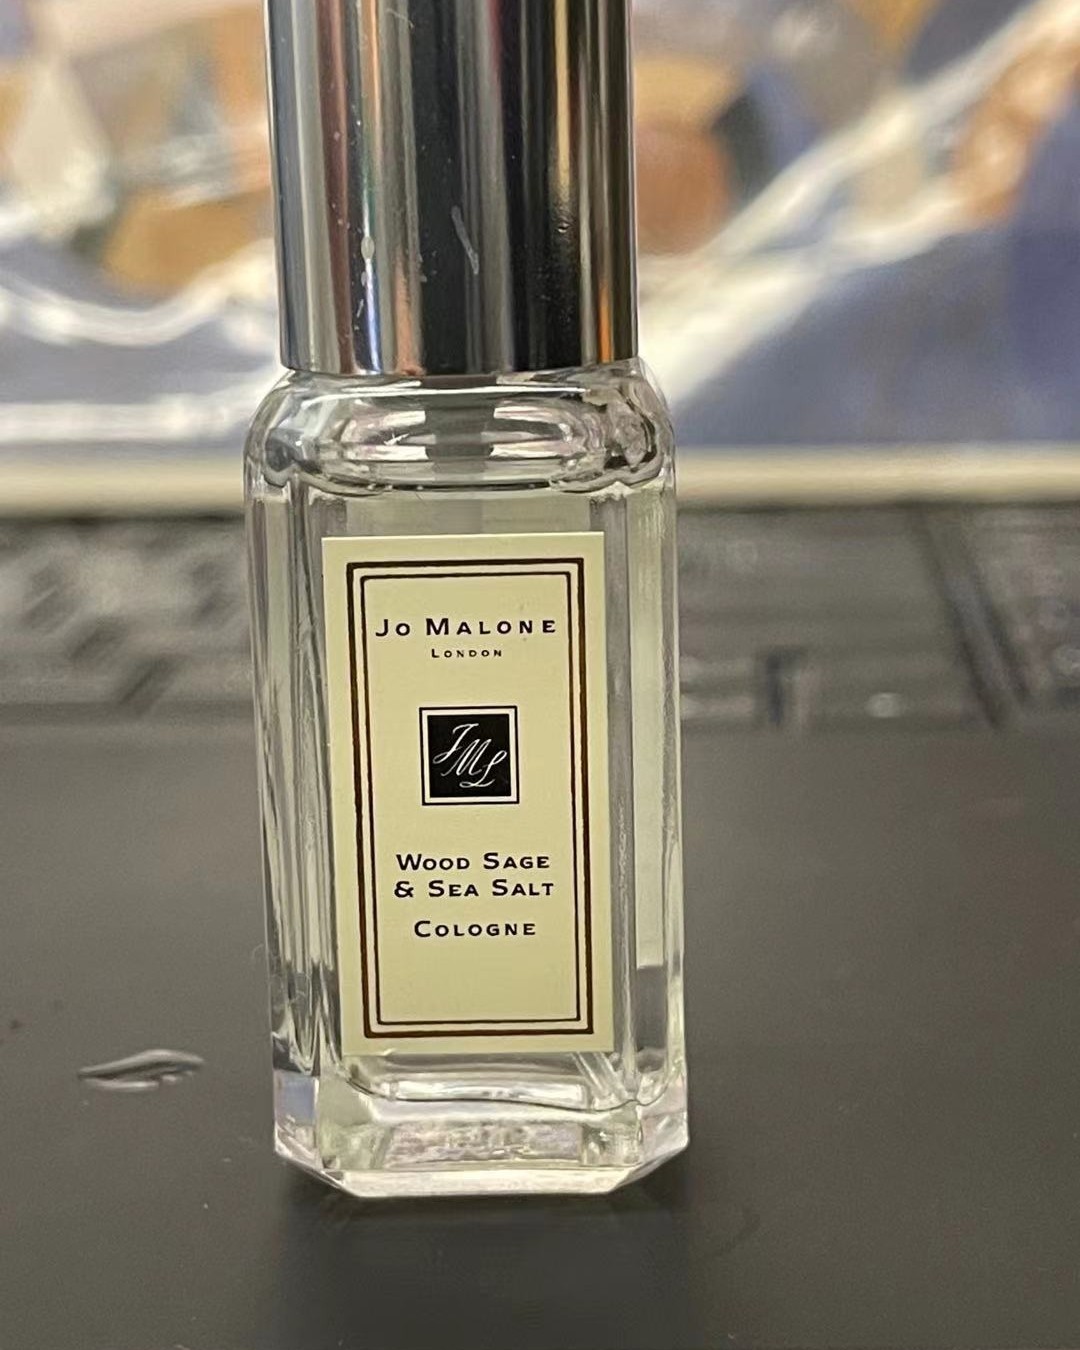 Jo Malone
London
JML
Wood Sage
& Sea Salt
Cologne